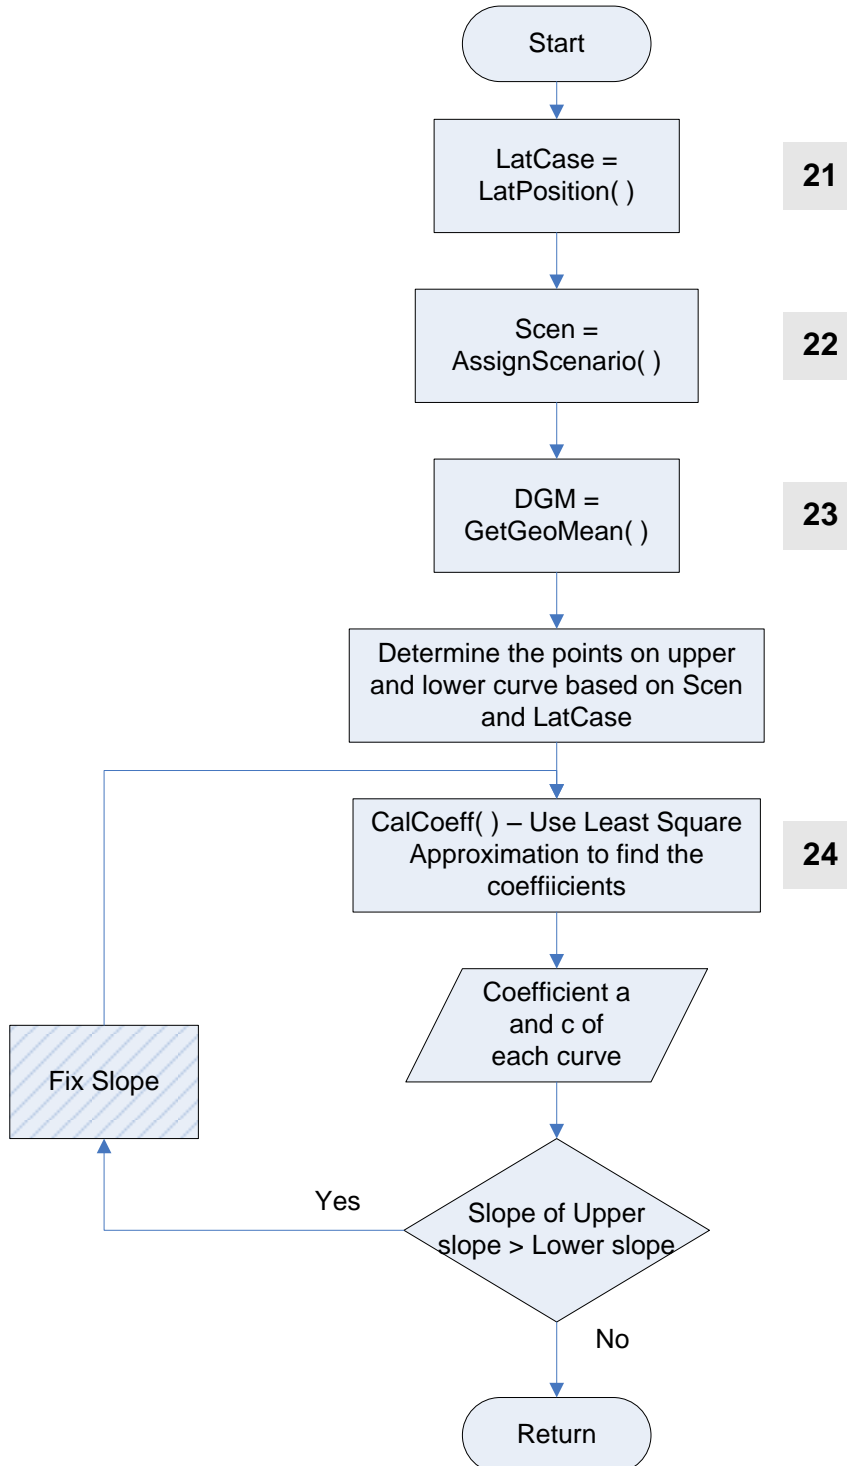 Start
LatCase =
LatPosition( )
21
Scen =
AssignScenario( )
22
DGM =
GetGeoMean( )
23
Determine the points on upper
and lower curve based on Scen
and LatCase
CalCoeff( ) – Use Least Square
Approximation to find the
coeffiicients
24
Coefficient a
and c of
each curve
Fix Slope
Yes
Slope of Upper
slope > Lower slope
No
Return